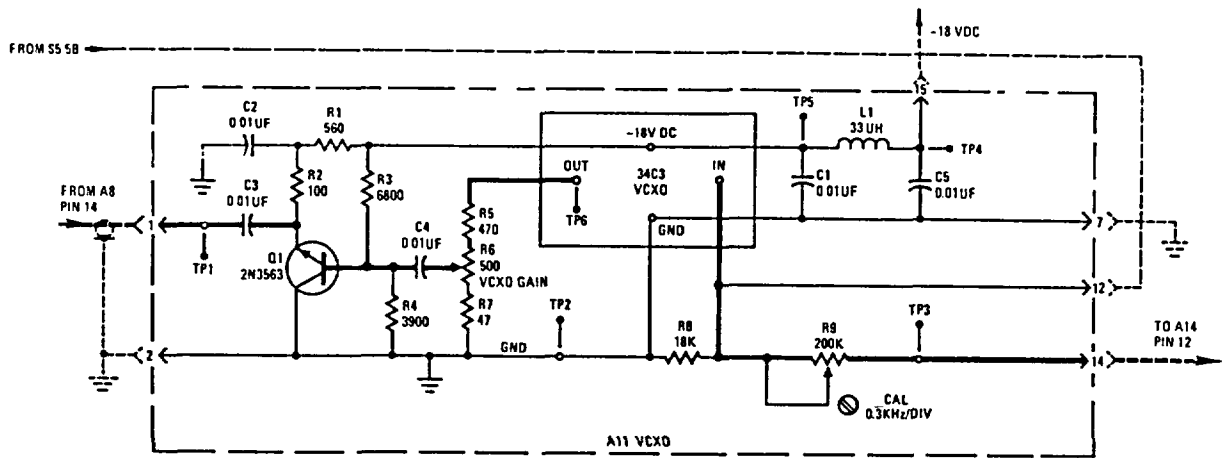 -18 VDC
FROM S5 5B
15
C2
0.01UF
R1
560
TP5
L1
33UH
TP4
-18V DC
R2
100
R3
6800
OUT
34C3
VCXO
IN
C1
0.01UF
C5
0.01UF
FROM A8
PIN 14
C3
0.01UF
TP6
1
R5
470
GND
7
TP1
C4
0.01UF
Q1
2N3563
R6
500
VCXO GAIN
12
R4
3900
R7
47
TP2
R8
18K
R9
200K
TP3
TO A14
PIN 12
2
GND
14
CAL
0.3KHz/DIV
A11 VCXO